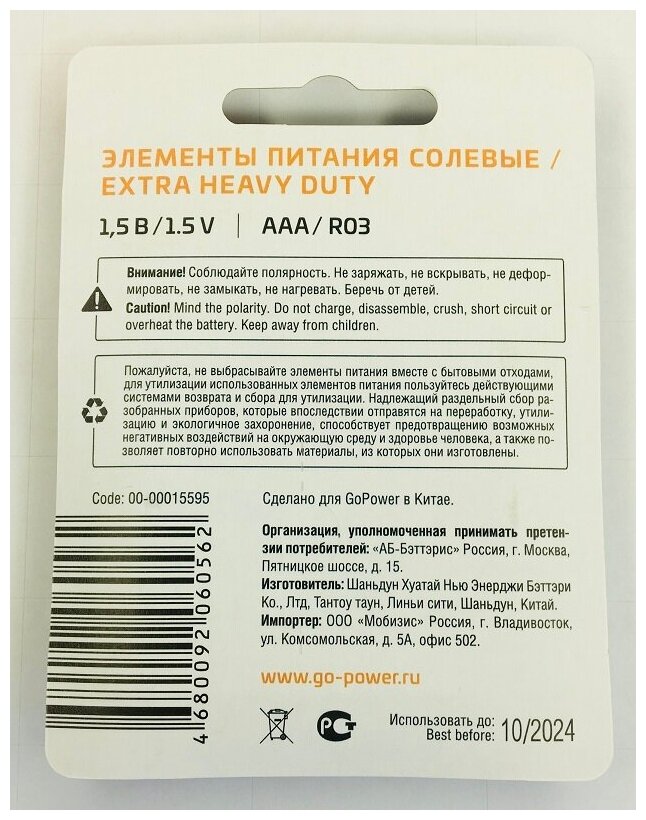 ЭЛЕМЕНТЫ ПИТАНИЯ СОЛЕВЫЕ /
EXTRA HEAVY DUTY
1,5 В/1.5 V | AAA/ R03
Внимание! Соблюдайте полярность. Не заряжать, не вскрывать, не дефор-
мировать, не замыкать, не нагревать. Беречь от детей.
Caution! Mind the polarity. Do not charge, disassemble, crush, short circuit or
overheat the battery. Keep away from children.
Пожалуйста, не выбрасывайте элементы питания вместе с бытовыми отходами,
для утилизации использованных элементов питания пользуйтесь действующими
системами возврата и сбора для утилизации. Надлежащий раздельный сбор ра-
зобранных приборов, которые впоследствии отправятся на переработку, утили-
зацию и экологичное захоронение, способствует предотвращению возможных
негативных воздействий на окружающую среду и здоровье человека, а также по-
зволяет повторно использовать материалы, из которых они изготовлены.
Code: 00-00015595
4 680092 060562
Сделано для GoPower в Китае.
Организация, уполномоченная принимать претен-
зии потребителей: «АБ-Бэттэрис» Россия, г. Москва,
Пятницкое шоссе, д. 15.
Изготовитель: Шаньдун Хуатай Нью Энерджи Бэттэри
Ко., Лтд, Тантоу таун, Линьи сити, Шаньдун, Китай.
Импортер: ООО «Мобизис» Россия, г. Владивосток,
ул. Комсомольская, д. 5А, офис 502.
www.go-power.ru
РСТ
Использовать до:
Best before: 10/2024